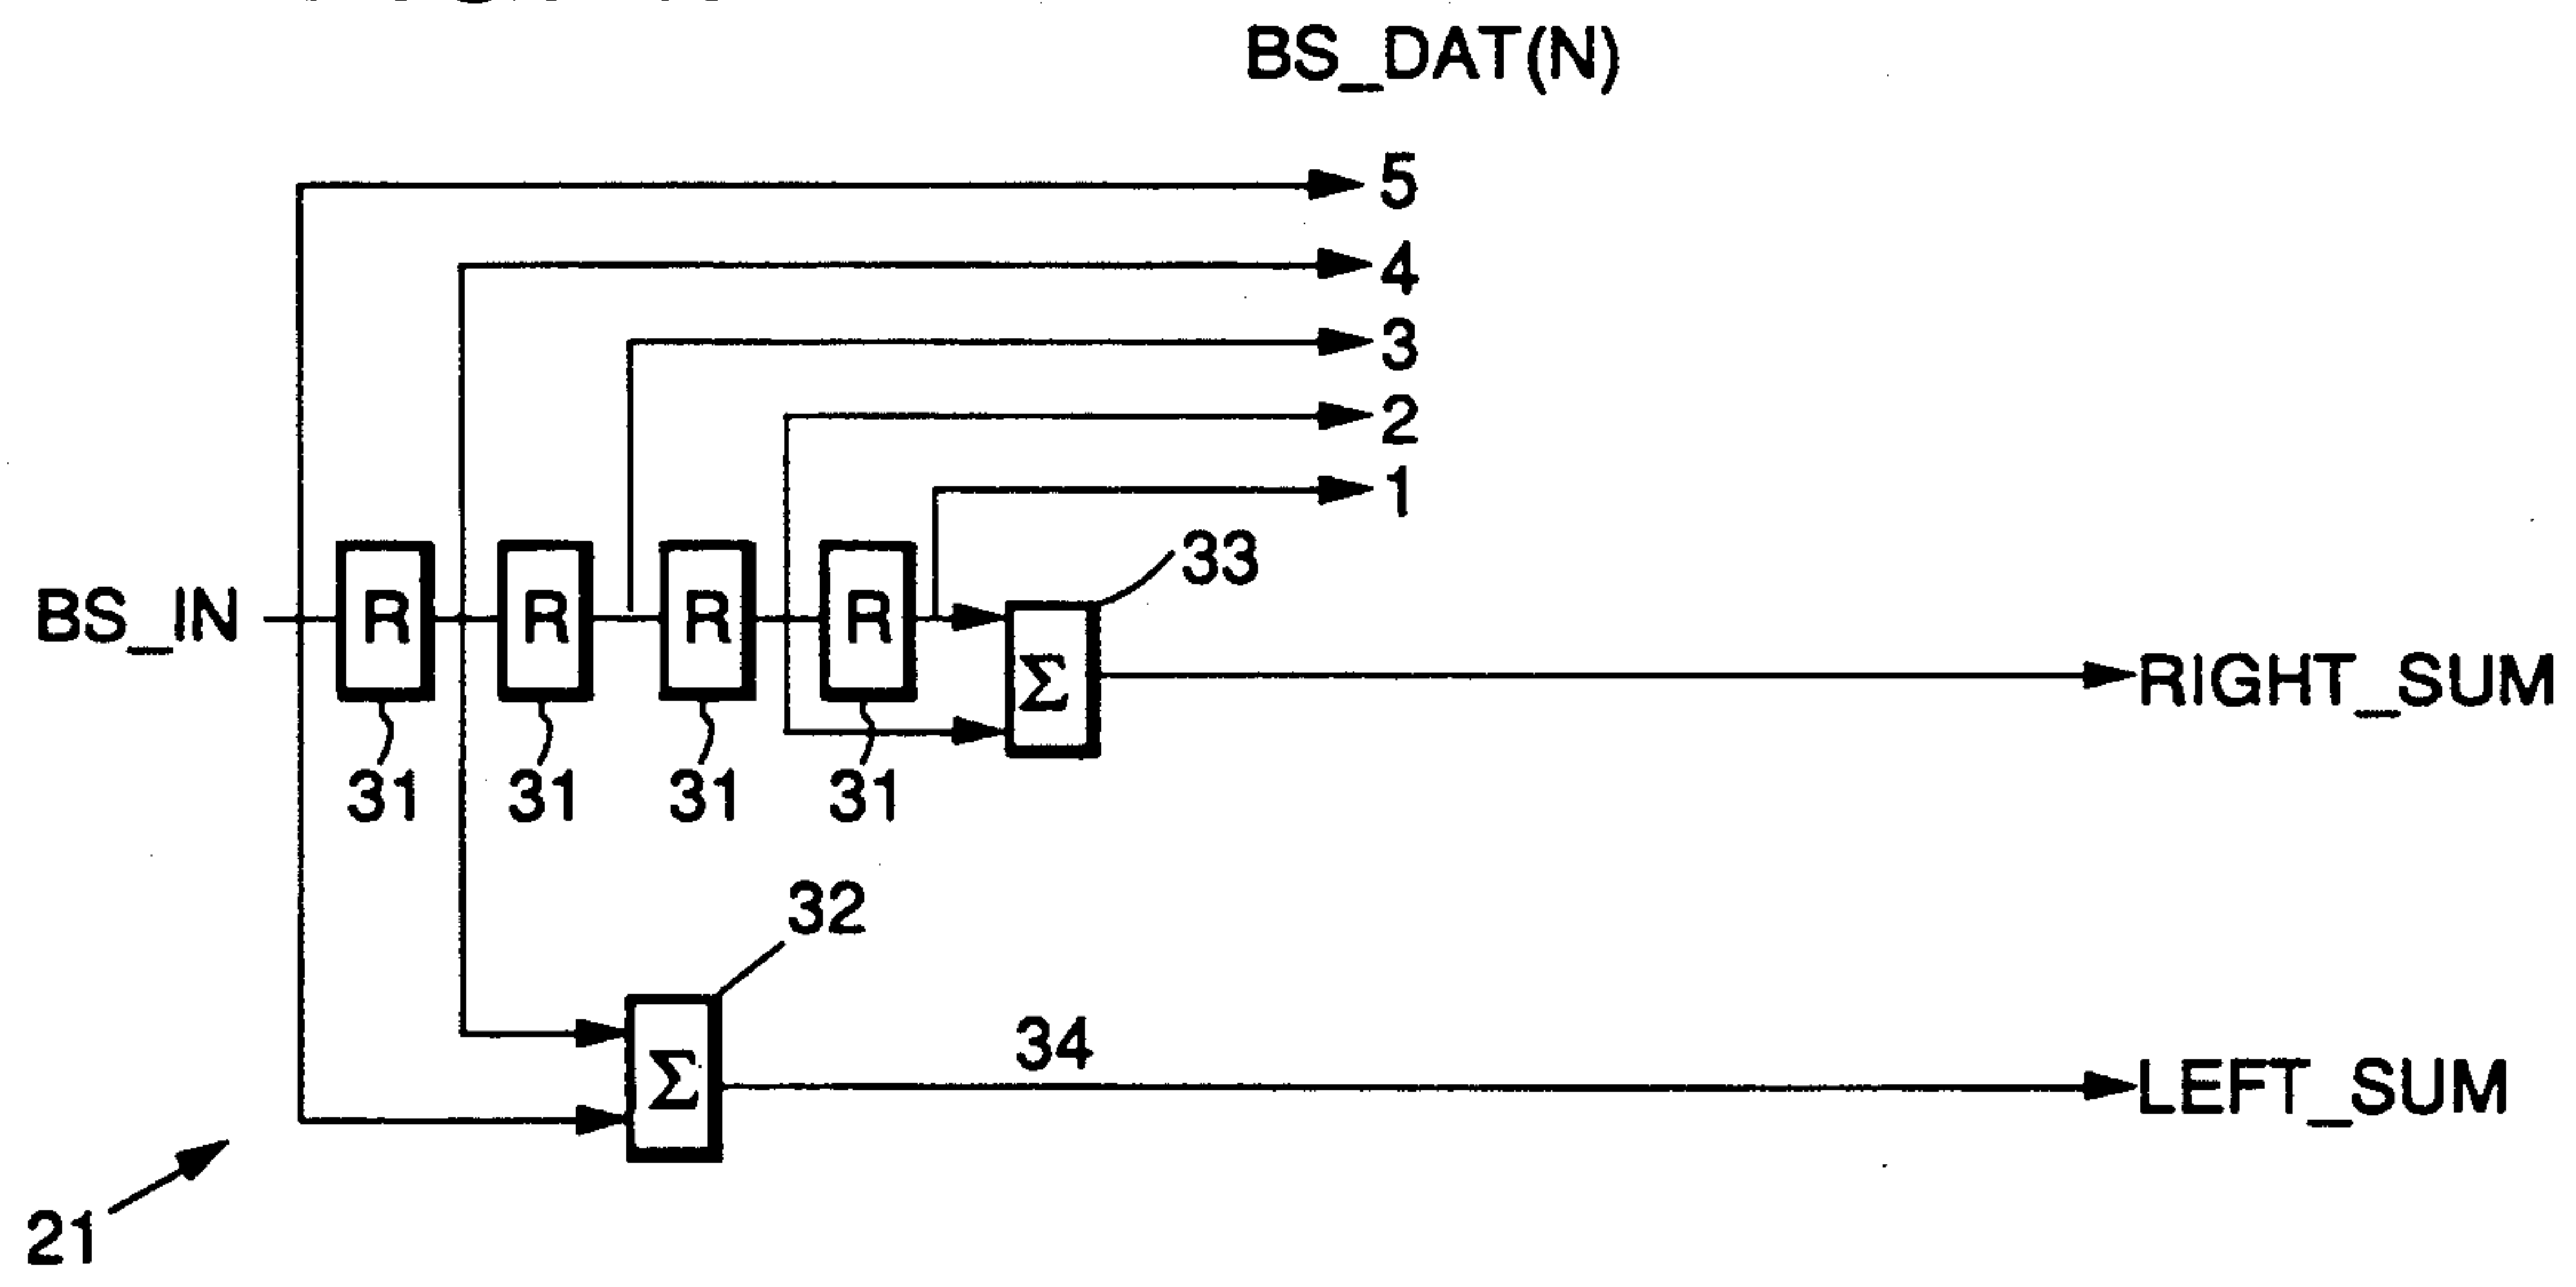 BS_DAT(N)
5
4
3
2
1
33
BS_IN
R R R R
Σ
RIGHT_SUM
31 31 31 31
32
34
Σ
LEFT_SUM
21